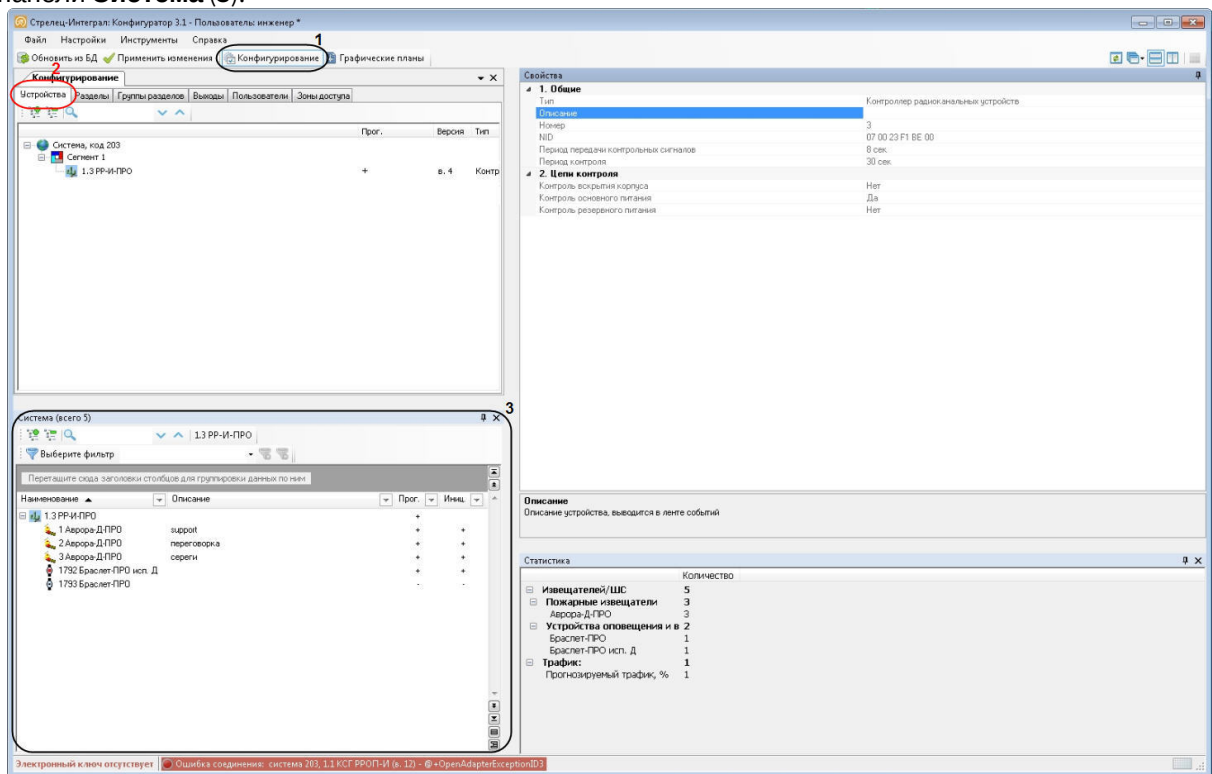 панели Система (3).
Стрелец-Интеграл: Конфигуратор 3.1 - Пользователь: инженер *
Файл Настройки Инструменты Справка
1
Обновить из БД Применить изменения Конфигурирование Графические планы
2
Конфигурирование
Устройства Разделы Группы разделов Выходы Пользователи Зоны доступа
Прог. Версия Тип
Система, код 203
Сегмент 1
1.3 РР-И-ПРО + в. 4 Контр
Свойства
1. Общие
Тип Контроллер радиоканальных устройств
Описание
Номер 3
NID 07 00 23 F1 BE 00
Период передачи контрольных сигналов 8 сек.
Период контроля 30 сек.
2. Цепи контроля
Контроль вскрытия корпуса Нет
Контроль основного питания Да
Контроль резервного питания Нет
3
Система (всего 5)
1.3 РР-И-ПРО
Выберите фильтр
Перетащите сюда заголовки столбцов для группировки данных по ним
Наименование Описание Прог. Иниц.
1.3 РР-И-ПРО +
1 Аврора-Д-ПРО support + +
2 Аврора-Д-ПРО переговорка + +
3 Аврора-Д-ПРО сереги + +
1792 Браслет-ПРО исп. Д + +
1793 Браслет-ПРО - -
Описание
Описание устройства, выводится в ленте событий
Статистика
Количество
Извещателей/ШС 5
Пожарные извещатели 3
Аврора-Д-ПРО 3
Устройства оповещения и в 2
Браслет-ПРО 1
Браслет-ПРО исп. Д 1
Трафик: 1
Прогнозируемый трафик, % 1
Электронный ключ отсутствует Ошибка соединения: система 203, 1.1 КСГ РРОП-И (в. 12) - @+OpenAdapterExceptionID3